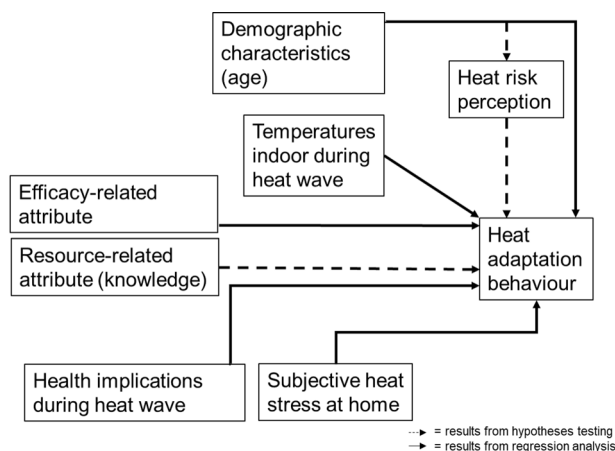 Demographic
characteristics
(age)
Heat risk
perception
Temperatures
indoor during
heat wave
Efficacy-related
attribute
Resource-related
attribute (knowledge)
Heat
adaptation
behaviour
Health implications
during heat wave
Subjective heat
stress at home
= results from hypotheses testing
= results from regression analysis